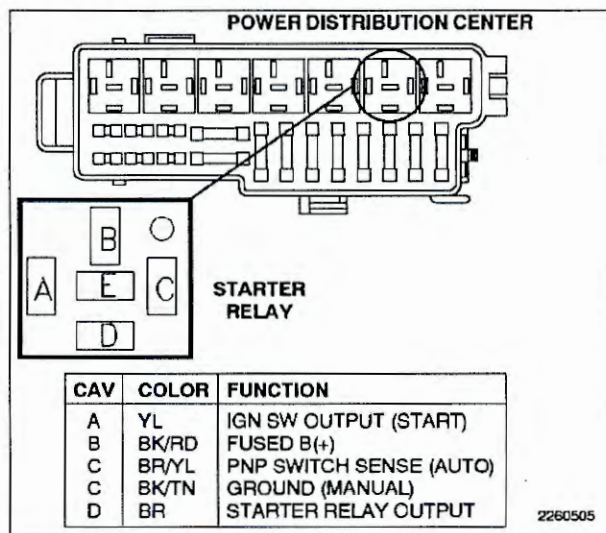 POWER DISTRIBUTION CENTER
B
A E C
D
STARTER
RELAY
CAV COLOR FUNCTION
A YL IGN SW OUTPUT (START)
B BK/RD FUSED B(+)
C BR/YL PNP SWITCH SENSE (AUTO)
C BK/TN GROUND (MANUAL)
D BR STARTER RELAY OUTPUT
2260505